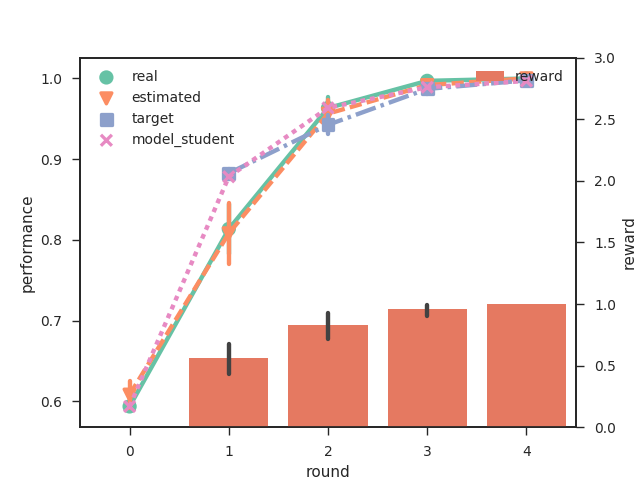 real
estimated
target
model_student
reward
1.0
0.9
0.8
0.7
0.6
performance
3.0
2.5
2.0
1.5
1.0
0.5
0.0
reward
0 1 2 3 4
round